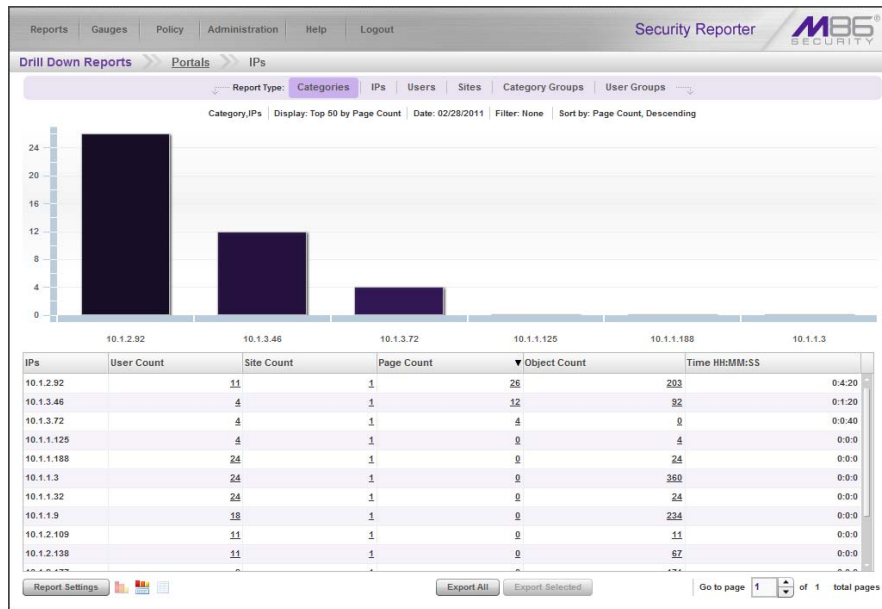 Reports Gauges Policy Administration Help Logout Security Reporter M86® SECURITY
Drill Down Reports Portals IPs
Report Type: Categories IPs Users Sites Category Groups User Groups
Category,IPs Display: Top 50 by Page Count Date: 02/28/2011 Filter: None Sort by: Page Count, Descending
24
20
16
12
8
4
0
10.1.2.92 10.1.3.46 10.1.3.72 10.1.1.125 10.1.1.188 10.1.1.3
IPs User Count Site Count Page Count ▼ Object Count Time HH:MM:SS
10.1.2.92 11 1 26 203 0:4:20
10.1.3.46 4 1 12 92 0:1:20
10.1.3.72 4 1 4 0 0:0:40
10.1.1.125 4 1 0 4 0:0:0
10.1.1.188 24 1 0 24 0:0:0
10.1.1.3 24 1 0 360 0:0:0
10.1.1.32 24 1 0 24 0:0:0
10.1.1.9 18 1 0 234 0:0:0
10.1.2.109 11 1 0 11 0:0:0
10.1.2.138 11 1 0 67 0:0:0
Report Settings Export All Export Selected Go to page 1 of 1 total pages